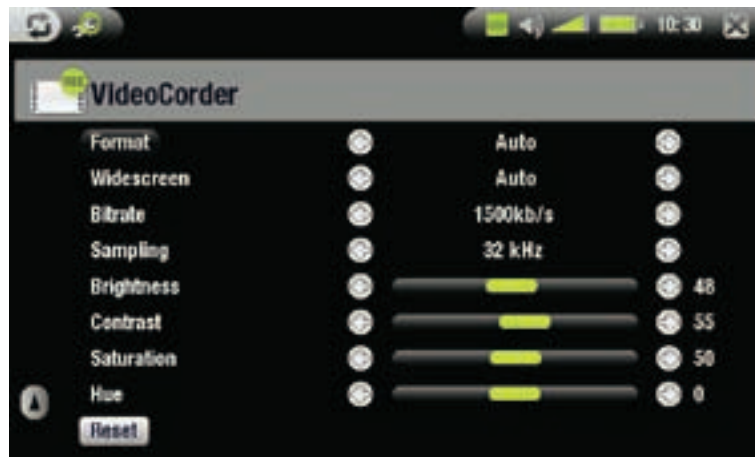 10:30
REC
VideoCorder
Format Auto
Widescreen Auto
Bitrate 1500kb/s
Sampling 32 kHz
Brightness 48
Contrast 55
Saturation 50
Hue 0
Reset